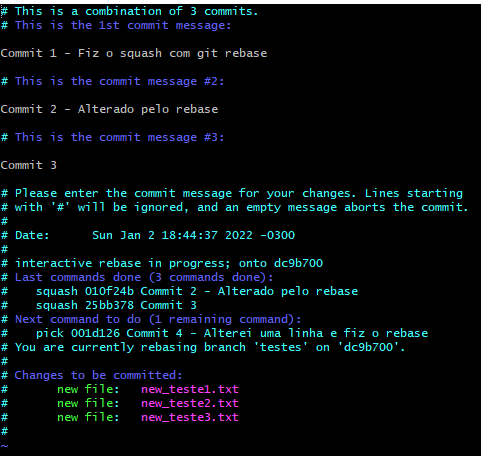 # This is a combination of 3 commits.
# This is the 1st commit message:
Commit 1 - Fiz o squash com git rebase
# This is the commit message #2:
Commit 2 - Alterado pelo rebase
# This is the commit message #3:
Commit 3
# Please enter the commit message for your changes. Lines starting
# with '#' will be ignored, and an empty message aborts the commit.
#
# Date:      Sun Jan 2 18:44:37 2022 -0300
#
# interactive rebase in progress; onto dc9b700
# Last commands done (3 commands done):
#    squash 010f24b Commit 2 - Alterado pelo rebase
#    squash 25bb378 Commit 3
# Next command to do (1 remaining command):
#    pick 001d126 Commit 4 - Alterei uma linha e fiz o rebase
# You are currently rebasing branch 'testes' on 'dc9b700'.
#
# Changes to be committed:
#       new file:   new_teste1.txt
#       new file:   new_teste2.txt
#       new file:   new_teste3.txt
#
~